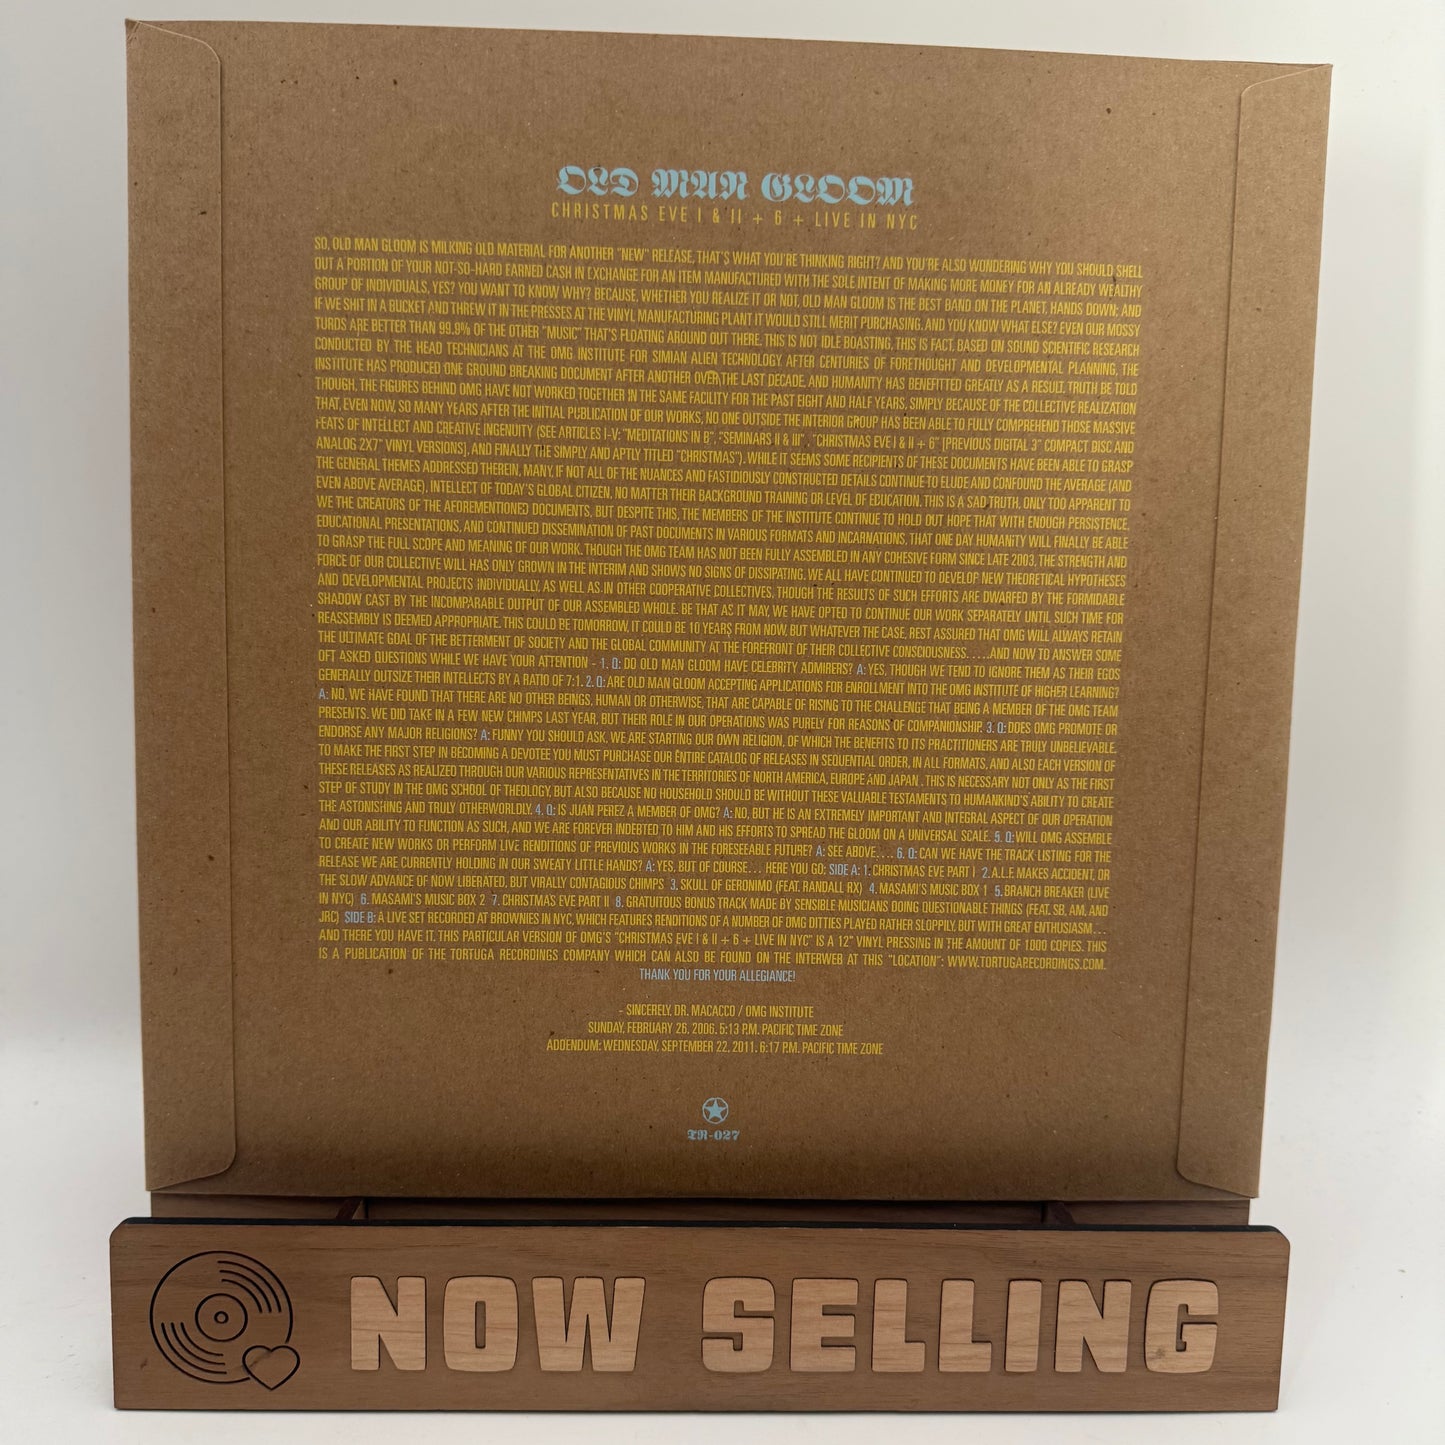 OLD MAN GLOOM
CHRISTMAS EVE I & II + 6 + LIVE IN NYC
SO, OLD MAN GLOOM IS MILKING OLD MATERIAL FOR ANOTHER "NEW" RELEASE, THAT'S WHAT YOU'RE THINKING RIGHT? AND YOU'RE ALSO WONDERING WHY YOU SHOULD SHELL
OUT A PORTION OF YOUR NOT-SO-HARD EARNED CASH IN EXCHANGE FOR AN ITEM MANUFACTURED WITH THE SOLE INTENT OF MAKING MORE MONEY FOR AN ALREADY WEALTHY
GROUP OF INDIVIDUALS, YES? YOU WANT TO KNOW WHY? BECAUSE, WHETHER YOU REALIZE IT OR NOT, OLD MAN GLOOM IS THE BEST BAND ON THE PLANET, HANDS DOWN; AND
IF WE SHIT IN A BUCKET AND THREW IT IN THE PRESSES AT THE VINYL MANUFACTURING PLANT IT WOULD STILL MERIT PURCHASING. AND YOU KNOW WHAT ELSE? EVEN OUR MOSSY
TURDS ARE BETTER THAN 99.9% OF THE OTHER "MUSIC" THAT'S FLOATING AROUND OUT THERE. THIS IS NOT IDLE BOASTING, THIS IS FACT, BASED ON SOUND SCIENTIFIC RESEARCH
CONDUCTED BY THE HEAD TECHNICIANS AT THE OMG INSTITUTE FOR SIMIAN ALIEN TECHNOLOGY. AFTER CENTURIES OF FORETHOUGHT AND DEVELOPMENTAL PLANNING, THE
INSTITUTE HAS PRODUCED ONE GROUND BREAKING DOCUMENT AFTER ANOTHER OVER THE LAST DECADE, AND HUMANITY HAS BENEFITTED GREATLY AS A RESULT. TRUTH BE TOLD
THOUGH, THE FIGURES BEHIND OMG HAVE NOT WORKED TOGETHER IN THE SAME FACILITY FOR THE PAST EIGHT AND HALF YEARS, SIMPLY BECAUSE OF THE COLLECTIVE REALIZATION
THAT, EVEN NOW, SO MANY YEARS AFTER THE INITIAL PUBLICATION OF OUR WORKS, NO ONE OUTSIDE THE INTERIOR GROUP HAS BEEN ABLE TO FULLY COMPREHEND THOSE MASSIVE
FEATS OF INTELLECT AND CREATIVE INGENUITY (SEE ARTICLES I-V: "MEDITATIONS IN B", "SEMINARS II & III" , "CHRISTMAS EVE I & II + 6" [PREVIOUS DIGITAL 3" COMPACT DISC AND
ANALOG 2X7" VINYL VERSIONS], AND FINALLY THE SIMPLY AND APTLY TITLED "CHRISTMAS"). WHILE IT SEEMS SOME RECIPIENTS OF THESE DOCUMENTS HAVE BEEN ABLE TO GRASP
THE GENERAL THEMES ADDRESSED THEREIN, MANY, IF NOT ALL OF THE NUANCES AND FASTIDIOUSLY CONSTRUCTED DETAILS CONTINUE TO ELUDE AND CONFOUND THE AVERAGE (AND
EVEN ABOVE AVERAGE), INTELLECT OF TODAY'S GLOBAL CITIZEN, NO MATTER THEIR BACKGROUND TRAINING OR LEVEL OF EDUCATION. THIS IS A SAD TRUTH, ONLY TOO APPARENT TO
WE THE CREATORS OF THE AFOREMENTIONED DOCUMENTS, BUT DESPITE THIS, THE MEMBERS OF THE INSTITUTE CONTINUE TO HOLD OUT HOPE THAT WITH ENOUGH PERSISTENCE,
EDUCATIONAL PRESENTATIONS, AND CONTINUED DISSEMINATION OF PAST DOCUMENTS IN VARIOUS FORMATS AND INCARNATIONS, THAT ONE DAY HUMANITY WILL FINALLY BE ABLE
TO GRASP THE FULL SCOPE AND MEANING OF OUR WORK. THOUGH THE OMG TEAM HAS NOT BEEN FULLY ASSEMBLED IN ANY COHESIVE FORM SINCE LATE 2003, THE STRENGTH AND
FORCE OF OUR COLLECTIVE WILL HAS ONLY GROWN IN THE INTERIM AND SHOWS NO SIGNS OF DISSIPATING. WE ALL HAVE CONTINUED TO DEVELOP NEW THEORETICAL HYPOTHESES
AND DEVELOPMENTAL PROJECTS INDIVIDUALLY, AS WELL AS IN OTHER COOPERATIVE COLLECTIVES, THOUGH THE RESULTS OF SUCH EFFORTS ARE DWARFED BY THE FORMIDABLE
SHADOW CAST BY THE INCOMPARABLE OUTPUT OF OUR ASSEMBLED WHOLE. BE THAT AS IT MAY, WE HAVE OPTED TO CONTINUE OUR WORK SEPARATELY UNTIL SUCH TIME FOR
REASSEMBLY IS DEEMED APPROPRIATE. THIS COULD BE TOMORROW, IT COULD BE 10 YEARS FROM NOW, BUT WHATEVER THE CASE, REST ASSURED THAT OMG WILL ALWAYS RETAIN
THE ULTIMATE GOAL OF THE BETTERMENT OF SOCIETY AND THE GLOBAL COMMUNITY AT THE FOREFRONT OF THEIR COLLECTIVE CONSCIOUSNESS. . . . .AND NOW TO ANSWER SOME
OFT ASKED QUESTIONS WHILE WE HAVE YOUR ATTENTION - 1. Q: DO OLD MAN GLOOM HAVE CELEBRITY ADMIRERS? A: YES, THOUGH WE TEND TO IGNORE THEM AS THEIR EGOS
GENERALLY OUTSIZE THEIR INTELLECTS BY A RATIO OF 7:1. 2. Q: ARE OLD MAN GLOOM ACCEPTING APPLICATIONS FOR ENROLLMENT INTO THE OMG INSTITUTE OF HIGHER LEARNING?
A: NO, WE HAVE FOUND THAT THERE ARE NO OTHER BEINGS, HUMAN OR OTHERWISE, THAT ARE CAPABLE OF RISING TO THE CHALLENGE THAT BEING A MEMBER OF THE OMG TEAM
PRESENTS. WE DID TAKE IN A FEW NEW CHIMPS LAST YEAR, BUT THEIR ROLE IN OUR OPERATIONS WAS PURELY FOR REASONS OF COMPANIONSHIP. 3. Q: DOES OMG PROMOTE OR
ENDORSE ANY MAJOR RELIGIONS? A: FUNNY YOU SHOULD ASK. WE ARE STARTING OUR OWN RELIGION, OF WHICH THE BENEFITS TO ITS PRACTITIONERS ARE TRULY UNBELIEVABLE.
TO MAKE THE FIRST STEP IN BECOMING A DEVOTEE YOU MUST PURCHASE OUR ENTIRE CATALOG OF RELEASES IN SEQUENTIAL ORDER, IN ALL FORMATS, AND ALSO EACH VERSION OF
THESE RELEASES AS REALIZED THROUGH OUR VARIOUS REPRESENTATIVES IN THE TERRITORIES OF NORTH AMERICA, EUROPE AND JAPAN . THIS IS NECESSARY NOT ONLY AS THE FIRST
STEP OF STUDY IN THE OMG SCHOOL OF THEOLOGY, BUT ALSO BECAUSE NO HOUSEHOLD SHOULD BE WITHOUT THESE VALUABLE TESTAMENTS TO HUMANKIND'S ABILITY TO CREATE
THE ASTONISHING AND TRULY OTHERWORLDLY. 4. Q: IS JUAN PEREZ A MEMBER OF OMG? A: NO, BUT HE IS AN EXTREMELY IMPORTANT AND INTEGRAL ASPECT OF OUR OPERATION
AND OUR ABILITY TO FUNCTION AS SUCH, AND WE ARE FOREVER INDEBTED TO HIM AND HIS EFFORTS TO SPREAD THE GLOOM ON A UNIVERSAL SCALE. 5. Q: WILL OMG ASSEMBLE
TO CREATE NEW WORKS OR PERFORM LIVE RENDITIONS OF PREVIOUS WORKS IN THE FORESEEABLE FUTURE? A: SEE ABOVE. . . . 6. Q: CAN WE HAVE THE TRACK LISTING FOR THE
RELEASE WE ARE CURRENTLY HOLDING IN OUR SWEATY LITTLE HANDS? A: YES, BUT OF COURSE. . . HERE YOU GO; SIDE A: 1. CHRISTMAS EVE PART I 2. A.L.F. MAKES ACCIDENT, OR
THE SLOW ADVANCE OF NOW LIBERATED, BUT VIRALLY CONTAGIOUS CHIMPS 3. SKULL OF GERONIMO (FEAT. RANDALL RX) 4. MASAMI'S MUSIC BOX 1 5. BRANCH BREAKER (LIVE
IN NYC) 6. MASAMI'S MUSIC BOX 2 7. CHRISTMAS EVE PART II 8. GRATUITOUS BONUS TRACK MADE BY SENSIBLE MUSICIANS DOING QUESTIONABLE THINGS (FEAT. SB, AM, AND
JRC) SIDE B: A LIVE SET RECORDED AT BROWNIES IN NYC. WHICH FEATURES RENDITIONS OF A NUMBER OF OMG DITTIES PLAYED RATHER SLOPPILY, BUT WITH GREAT ENTHUSIASM. . .
AND THERE YOU HAVE IT. THIS PARTICULAR VERSION OF OMG'S "CHRISTMAS EVE I & II + 6 + LIVE IN NYC" IS A 12" VINYL PRESSING IN THE AMOUNT OF 1000 COPIES. THIS
IS A PUBLICATION OF THE TORTUGA RECORDINGS COMPANY WHICH CAN ALSO BE FOUND ON THE INTERWEB AT THIS "LOCATION": WWW.TORTUGARECORDINGS.COM.
THANK YOU FOR YOUR ALLEGIANCE!
- SINCERELY, DR. MACACCO / OMG INSTITUTE
SUNDAY, FEBRUARY 26, 2006. 5:13 P.M. PACIFIC TIME ZONE
ADDENDUM: WEDNESDAY, SEPTEMBER 22, 2011. 6:17 P.M. PACIFIC TIME ZONE
TR-027
NOW SELLING